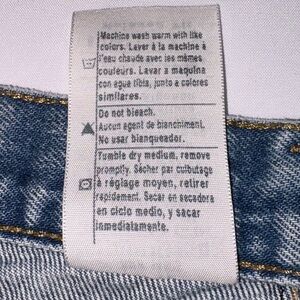 Machine wash warm with like
colors. Laver à la machine à
l'eau chaude avec les mêmes
couleurs. Lavar a maquina
con agua tibia, junto a colores
similares.
Do not bleach.
Aucun agent de blanchiment.
No usar blanqueador.
Tumble dry medium, remove
promptly. Sécher par culbutage
à réglage moyen, retirer
rapidement. Secar en secadora
en ciclo medio, y sacar
inmediatamente.